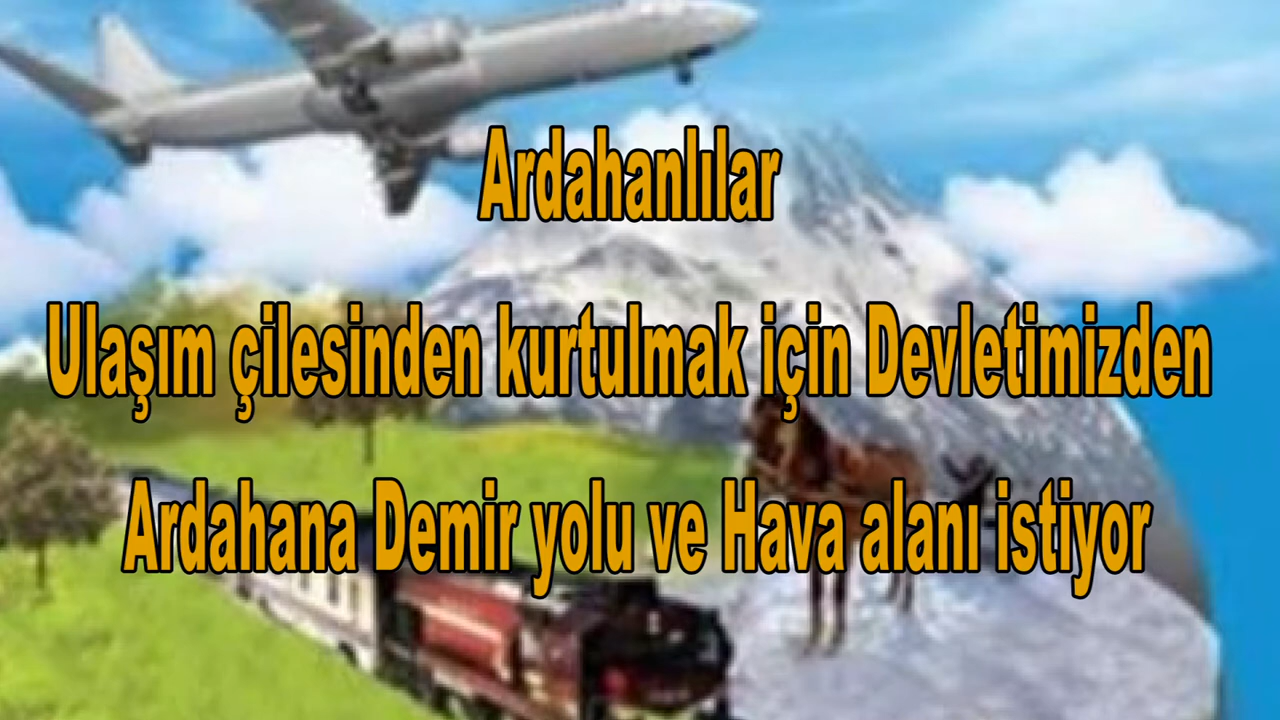 Ardahanlılar
Ulaşım çilesinden kurtulmak için Devletimizden
Ardahana Demir yolu ve Hava alanı istiyor